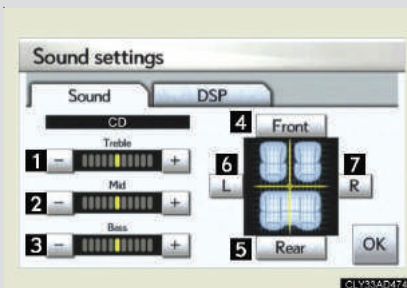 Sound settings
Sound DSP
CD
4 Front
Treble
1 - +
6 7
L R
Mid
2 - +
Bass
3 - +
5 Rear
OK
CLY33AD474